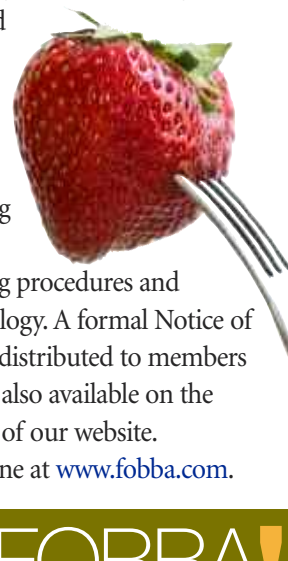 d
g
g procedures and
logy. A formal Notice of
distributed to members
also available on the
of our website.
ne at www.fobba.com.
FOBBA!